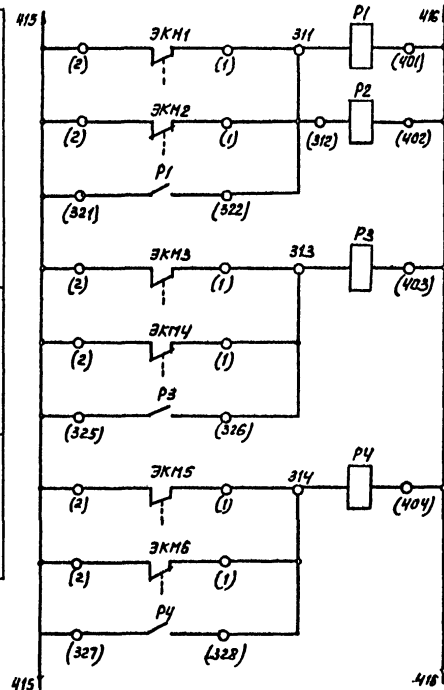 415 416
ЭКМ1 311 Р1
(2) (1) (401)
ЭКМ2 Р2
(2) (1) (312) (402)
Р1
(321) (322)
ЭКМ3 313 Р3
(2) (1) (403)
ЭКМ4
(2) (1)
Р3
(325) (326)
ЭКМ5 314 Р4
(2) (1) (404)
ЭКМ6
(2) (1)
Р4
(327) (328)
415 416